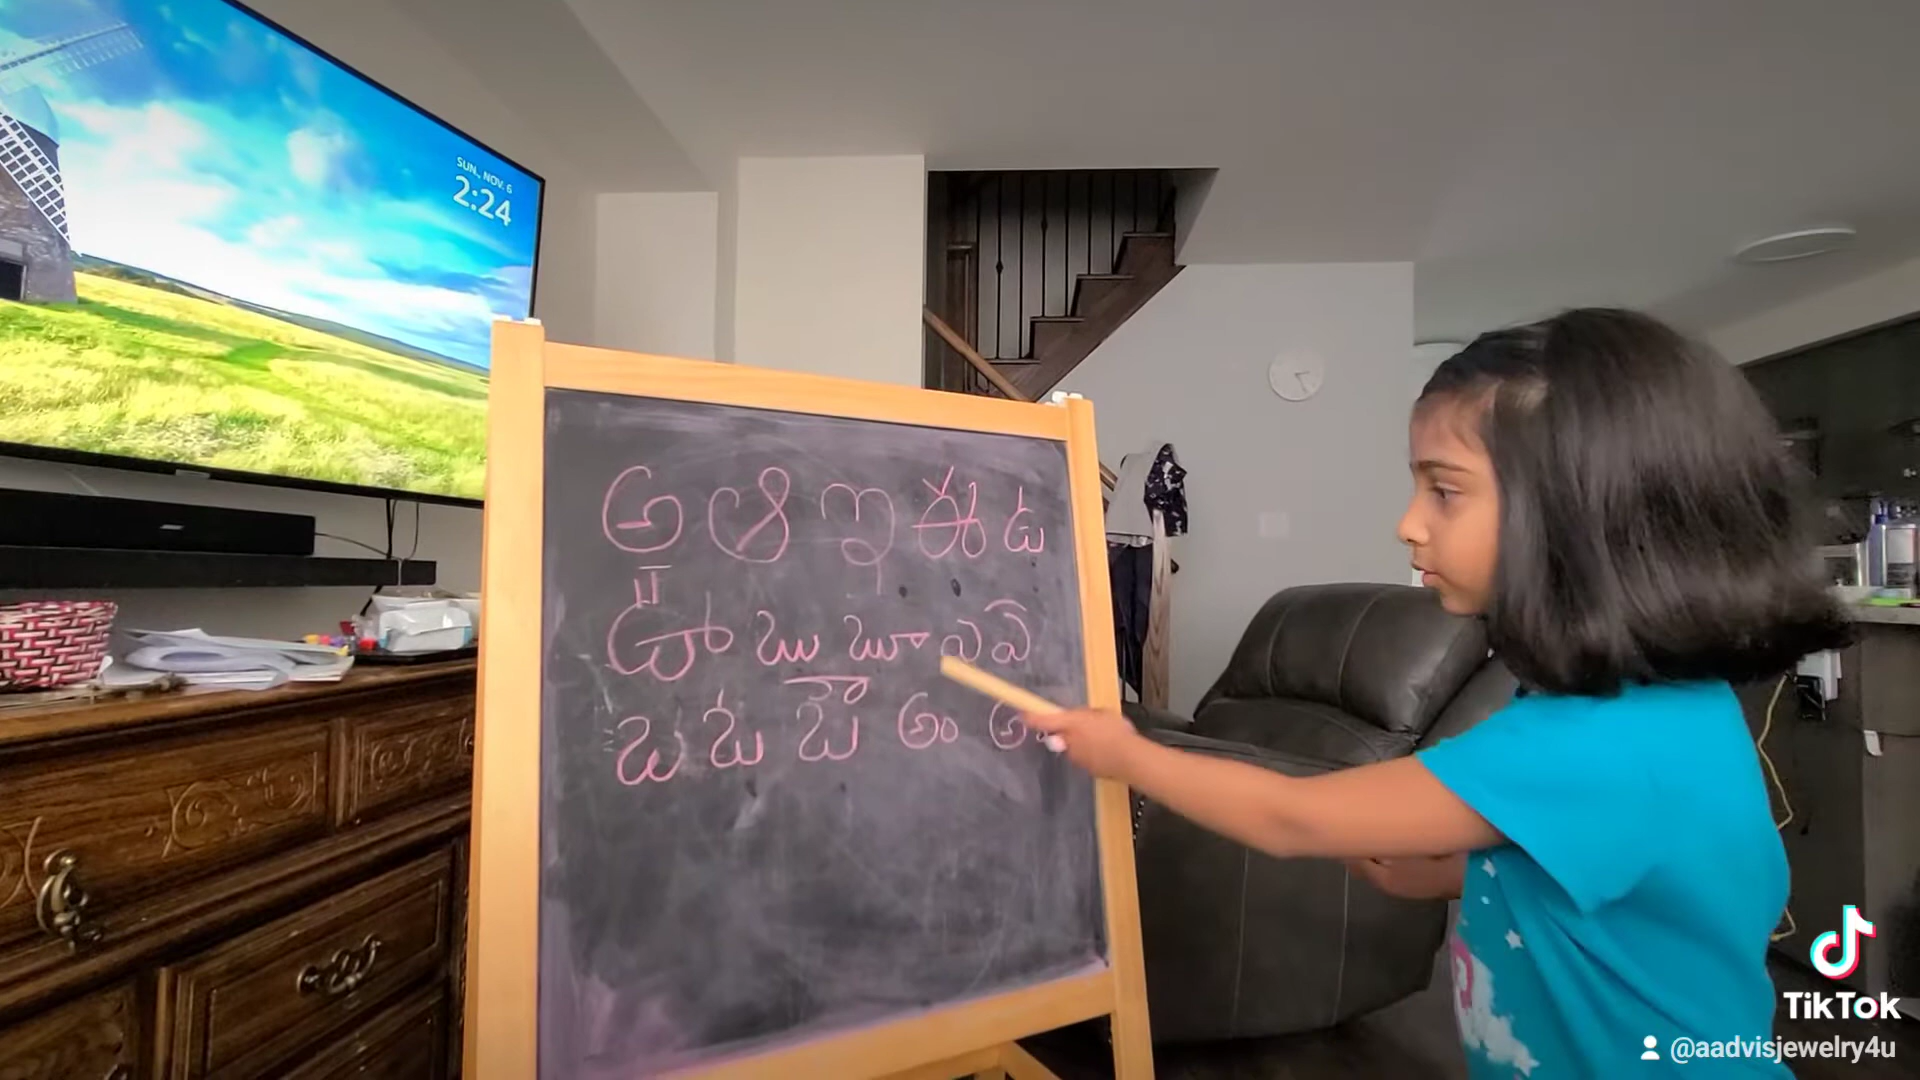 SUN., NOV. 6
2:24
అ ఆ ఇ ఈ ఉ
ఊ ఋ ౠ ఎ ఏ
ఐ
ఒ ఓ ఔ అం అః
TikTok
@aadvisjewelry4u